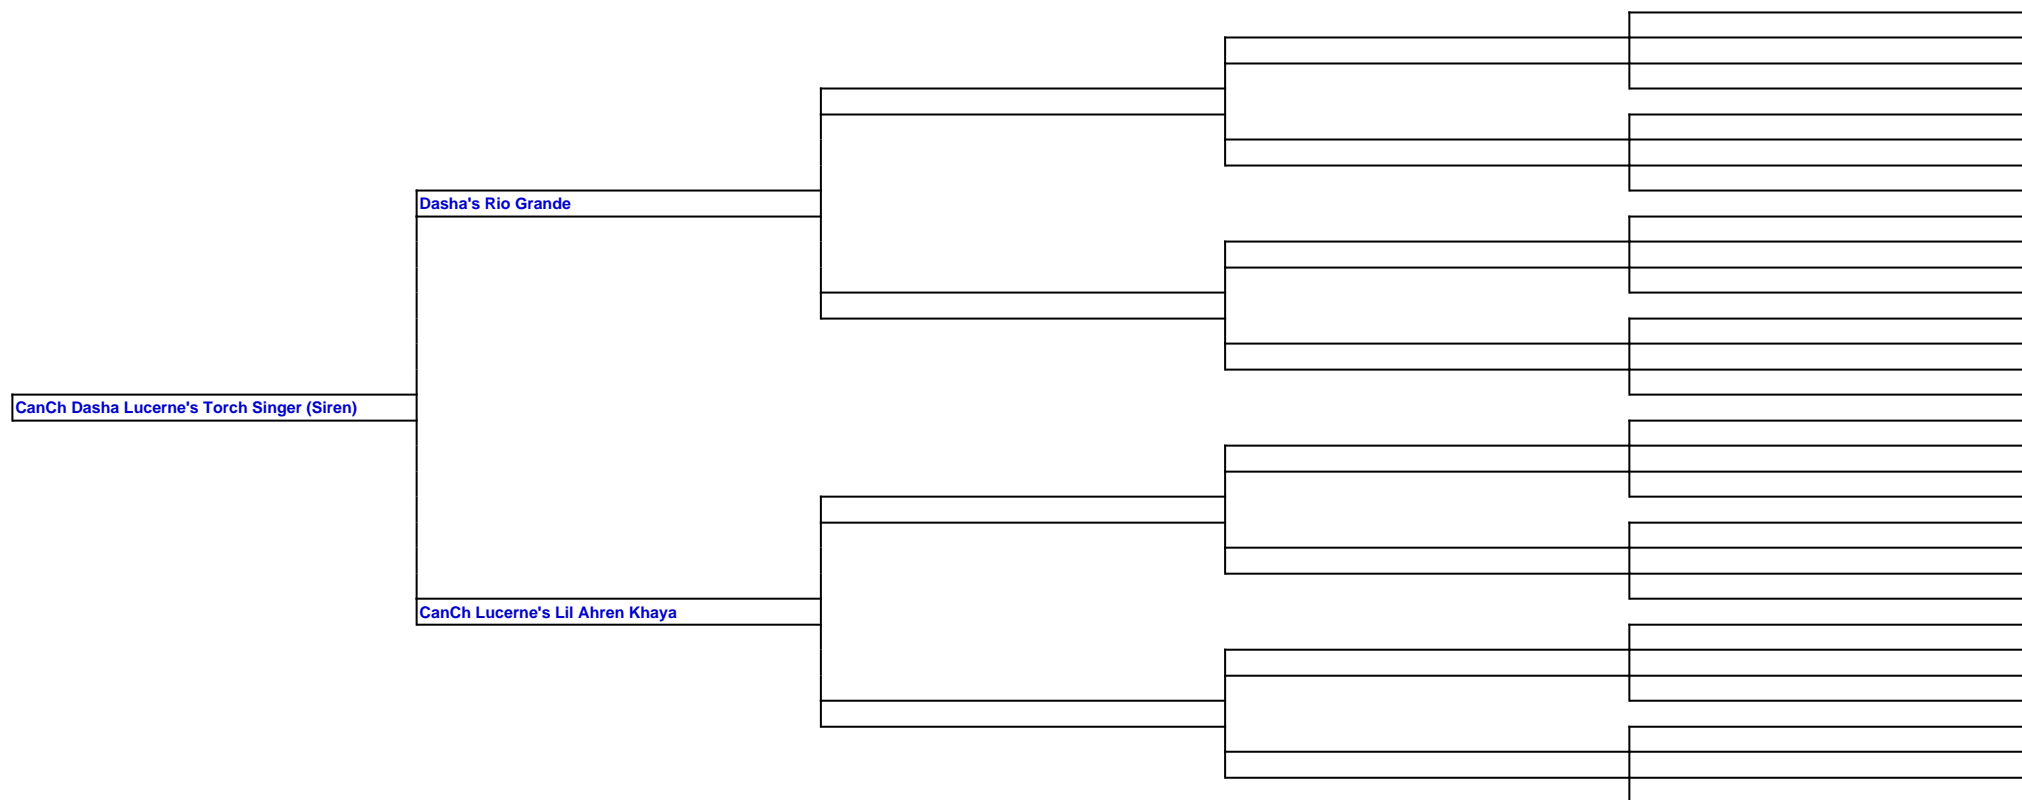 Dasha's Rio Grande
CanCh Dasha Lucerne's Torch Singer (Siren)
CanCh Lucerne's Lil Ahren Khaya